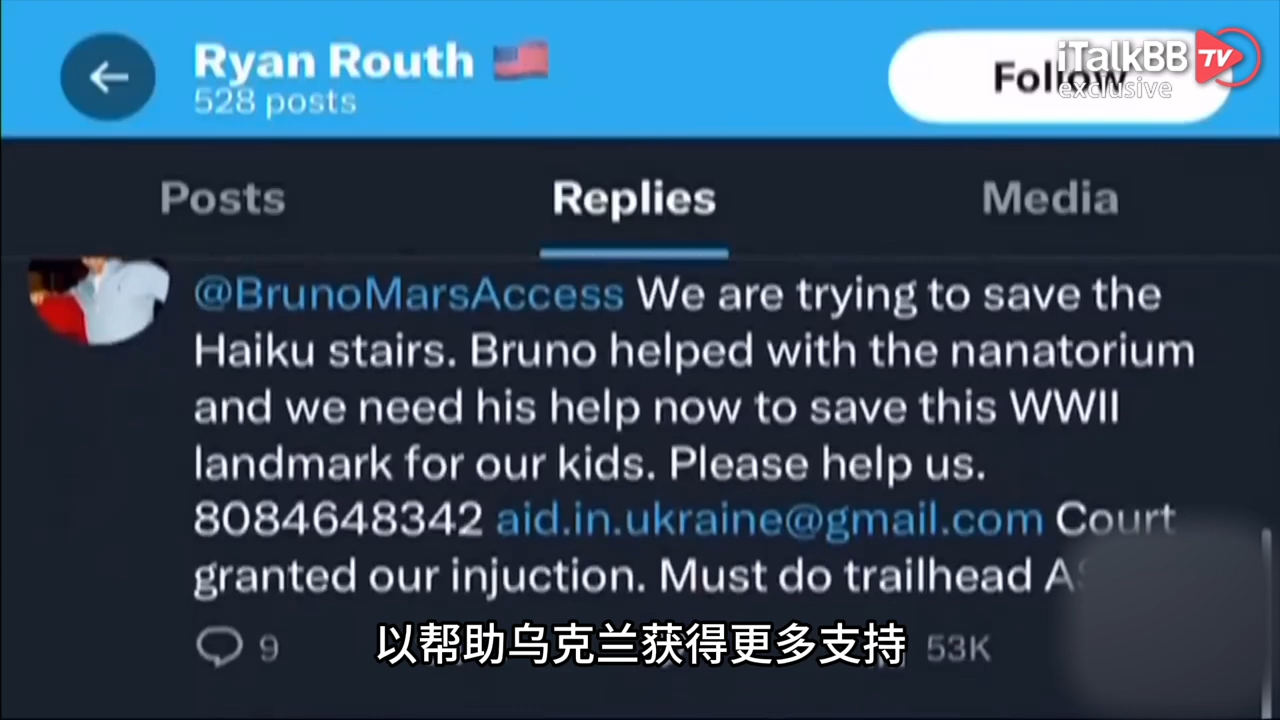 Ryan Routh
528 posts
Follow
iTalkBB TV
exclusive
Posts Replies Media
@BrunoMarsAccess We are trying to save the
Haiku stairs. Bruno helped with the nanatorium
and we need his help now to save this WWII
landmark for our kids. Please help us.
8084648342 aid.in.ukraine@gmail.com Court
granted our injuction. Must do trailhead
9 53K
以帮助乌克兰获得更多支持